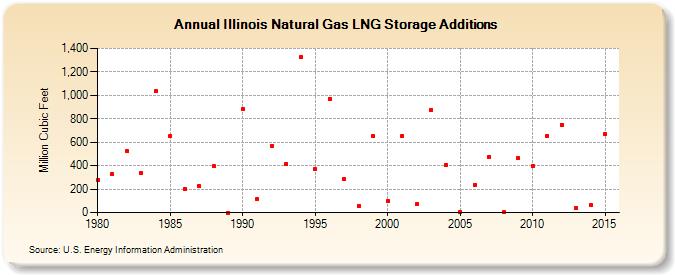 Annual Illinois Natural Gas LNG Storage Additions
Million Cubic Feet
1,400
1,200
1,000
800
600
400
200
0
1980 1985 1990 1995 2000 2005 2010 2015
Source: U.S. Energy Information Administration